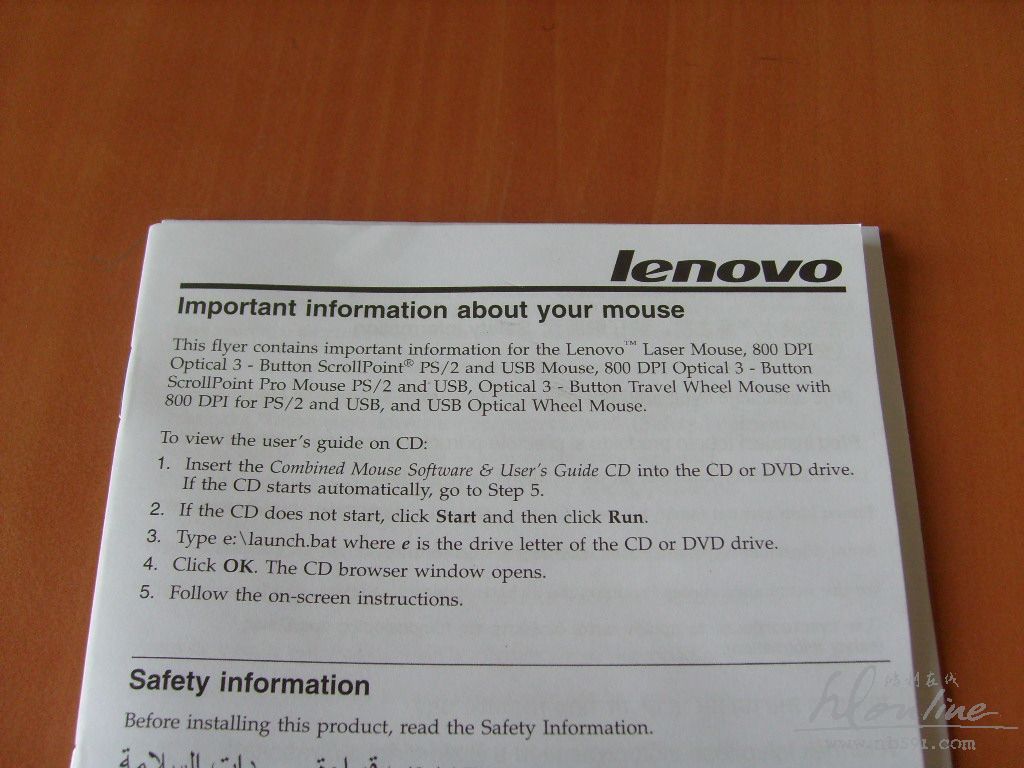 lenovo
Important information about your mouse
This flyer contains important information for the Lenovo™ Laser Mouse, 800 DPI
Optical 3 - Button ScrollPoint® PS/2 and USB Mouse, 800 DPI Optical 3 - Button
ScrollPoint Pro Mouse PS/2 and USB, Optical 3 - Button Travel Wheel Mouse with
800 DPI for PS/2 and USB, and USB Optical Wheel Mouse.
To view the user's guide on CD:
1. Insert the Combined Mouse Software & User's Guide CD into the CD or DVD drive.
If the CD starts automatically, go to Step 5.
2. If the CD does not start, click Start and then click Run.
3. Type e:\launch.bat where e is the drive letter of the CD or DVD drive.
4. Click OK. The CD browser window opens.
5. Follow the on-screen instructions.
Safety information
Before installing this product, read the Safety Information.
在线
online
www.nb591.com